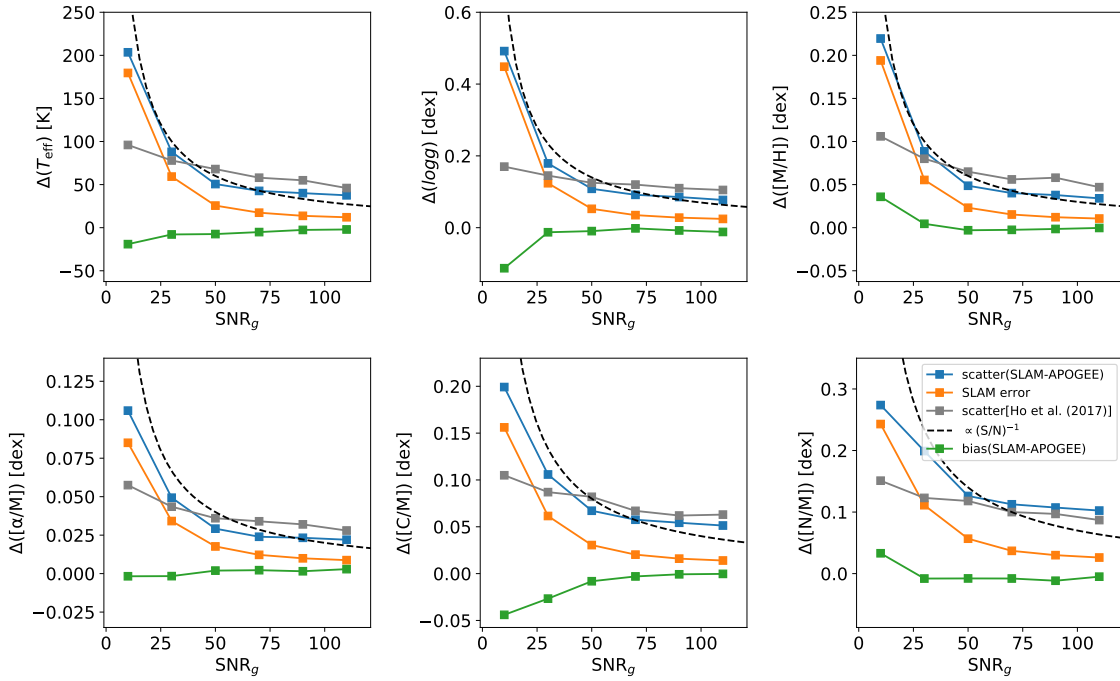 250
200
150
100
50
0
−50
Δ(T_eff) [K]
0 25 50 75 100
SNR_g
0.6
0.4
0.2
0.0
Δ(logg) [dex]
0 25 50 75 100
SNR_g
0.25
0.20
0.15
0.10
0.05
0.00
−0.05
Δ([M/H]) [dex]
0 25 50 75 100
SNR_g
0.125
0.100
0.075
0.050
0.025
0.000
−0.025
Δ([α/M]) [dex]
0 25 50 75 100
SNR_g
0.20
0.15
0.10
0.05
0.00
−0.05
Δ([C/M]) [dex]
0 25 50 75 100
SNR_g
0.3
0.2
0.1
0.0
Δ([N/M]) [dex]
scatter(SLAM-APOGEE)
SLAM error
scatter[Ho et al. (2017)]
∝ (S/N)⁻¹
bias(SLAM-APOGEE)
0 25 50 75 100
SNR_g